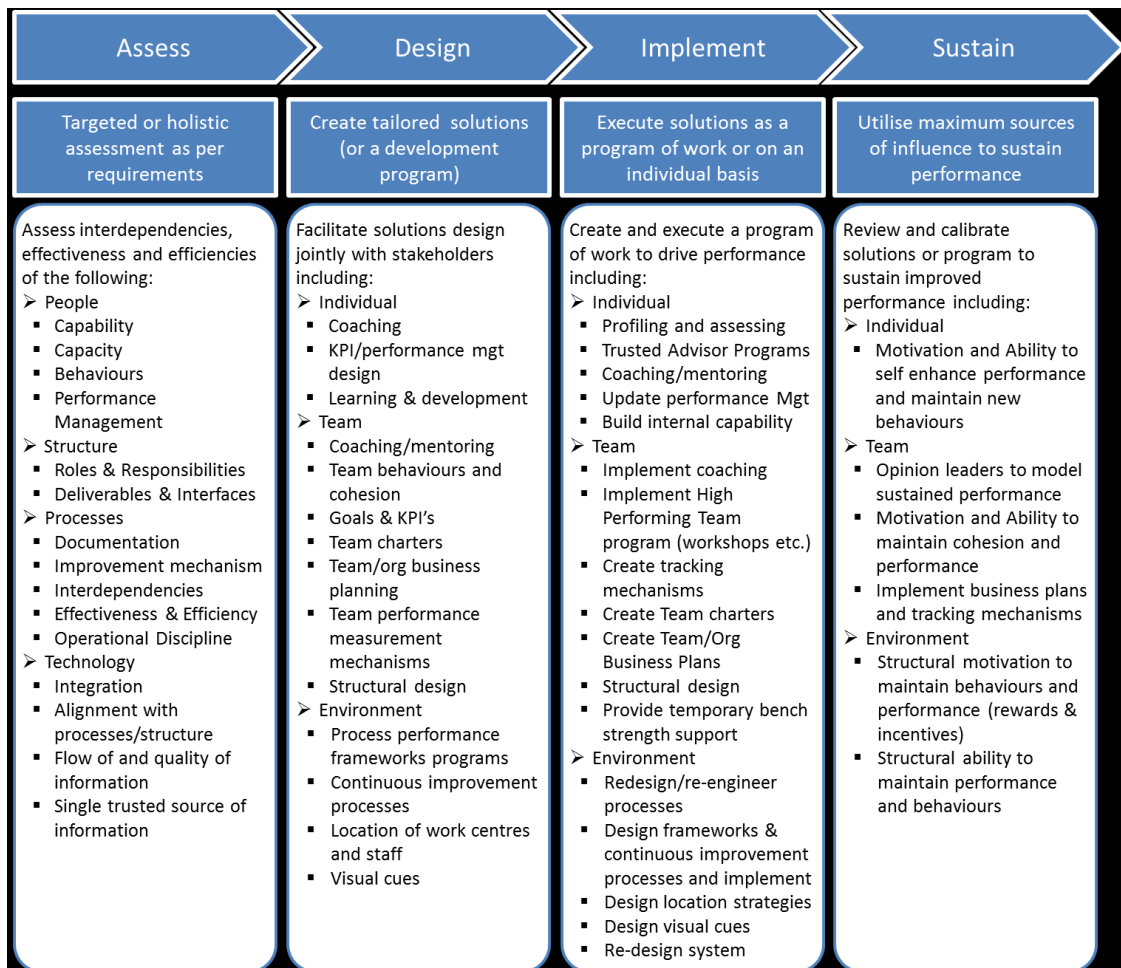 Assess
Design
Implement
Sustain
Targeted or holistic
assessment as per
requirements
Create tailored solutions
(or a development
program)
Execute solutions as a
program of work or on an
individual basis
Utilise maximum sources
of influence to sustain
performance
Assess interdependencies,
effectiveness and efficiencies
of the following:
➢ People
▪ Capability
▪ Capacity
▪ Behaviours
▪ Performance
Management
➢ Structure
▪ Roles & Responsibilities
▪ Deliverables & Interfaces
➢ Processes
▪ Documentation
▪ Improvement mechanism
▪ Interdependencies
▪ Effectiveness & Efficiency
▪ Operational Discipline
➢ Technology
▪ Integration
▪ Alignment with
processes/structure
▪ Flow of and quality of
information
▪ Single trusted source of
information
Facilitate solutions design
jointly with stakeholders
including:
➢ Individual
▪ Coaching
▪ KPI/performance mgt
design
▪ Learning & development
➢ Team
▪ Coaching/mentoring
▪ Team behaviours and
cohesion
▪ Goals & KPI's
▪ Team charters
▪ Team/org business
planning
▪ Team performance
measurement
mechanisms
▪ Structural design
➢ Environment
▪ Process performance
frameworks programs
▪ Continuous improvement
processes
▪ Location of work centres
and staff
▪ Visual cues
Create and execute a program
of work to drive performance
including:
➢ Individual
▪ Profiling and assessing
▪ Trusted Advisor Programs
▪ Coaching/mentoring
▪ Update performance Mgt
▪ Build internal capability
➢ Team
▪ Implement coaching
▪ Implement High
Performing Team
program (workshops etc.)
▪ Create tracking
mechanisms
▪ Create Team charters
▪ Create Team/Org
Business Plans
▪ Structural design
▪ Provide temporary bench
strength support
➢ Environment
▪ Redesign/re-engineer
processes
▪ Design frameworks &
continuous improvement
processes and implement
▪ Design location strategies
▪ Design visual cues
▪ Re-design system
Review and calibrate
solutions or program to
sustain improved
performance including:
➢ Individual
▪ Motivation and Ability to
self enhance performance
and maintain new
behaviours
➢ Team
▪ Opinion leaders to model
sustained performance
▪ Motivation and Ability to
maintain cohesion and
performance
▪ Implement business plans
and tracking mechanisms
➢ Environment
▪ Structural motivation to
maintain behaviours and
performance (rewards &
incentives)
▪ Structural ability to
maintain performance
and behaviours